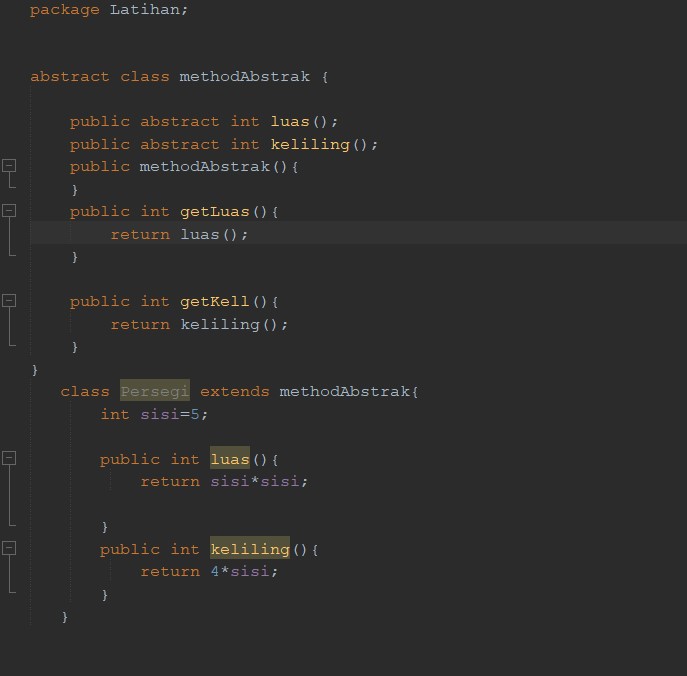 package Latihan;
abstract class methodAbstrak {
public abstract int luas();
public abstract int keliling();
public methodAbstrak(){
}
public int getLuas(){
return luas();
}
public int getKell(){
return keliling();
}
}
class Persegi extends methodAbstrak{
int sisi=5;
public int luas(){
return sisi*sisi;
}
public int keliling(){
return 4*sisi;
}
}